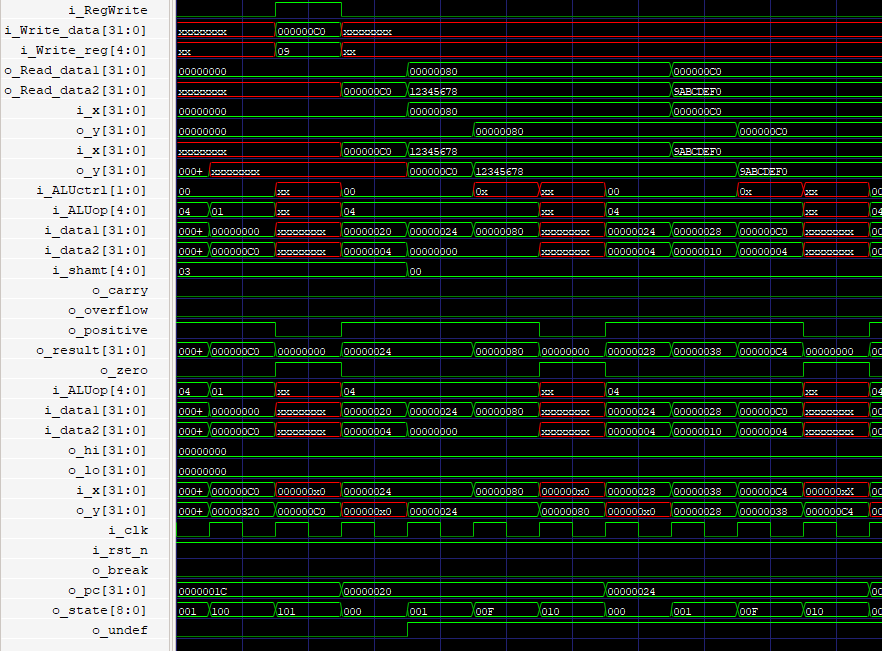 i_RegWrite
i_Write_data[31:0] xxxxxxxx 000000C0 xxxxxxxx
i_Write_reg[4:0] xx 09 xx
o_Read_data1[31:0] 00000000 00000080 000000C0
o_Read_data2[31:0] xxxxxxxx 000000C0 12345678 9ABCDEF0
i_x[31:0] 00000000 00000080 000000C0
o_y[31:0] 00000000 00000080 000000C0
i_x[31:0] xxxxxxxx 000000C0 12345678 9ABCDEF0
o_y[31:0] 000+ xxxxxxxx 000000C0 12345678 9ABCDEF0
i_ALUctrl[1:0] 00 xx 00 0x xx 00 0x xx 00
i_ALUop[4:0] 04 01 xx 04 xx 04 xx 04
i_data1[31:0] 000+ 00000000 xxxxxxxx 00000020 00000024 00000080 xxxxxxxx 00000024 00000028 000000C0 xxxxxxxx 00
i_data2[31:0] 000+ 000000C0 xxxxxxxx 00000004 00000000 xxxxxxxx 00000004 00000010 00000004 xxxxxxxx 00
i_shamt[4:0] 03 00
o_carry
o_overflow
o_positive
o_result[31:0] 000+ 000000C0 00000000 00000024 00000080 00000000 00000028 00000038 000000C4 00000000 00
o_zero
i_ALUop[4:0] 04 01 xx 04 xx 04 xx 04
i_data1[31:0] 000+ 00000000 xxxxxxxx 00000020 00000024 00000080 xxxxxxxx 00000024 00000028 000000C0 xxxxxxxx 00
i_data2[31:0] 000+ 000000C0 xxxxxxxx 00000004 00000000 xxxxxxxx 00000004 00000010 00000004 xxxxxxxx 00
o_hi[31:0] 00000000
o_lo[31:0] 00000000
i_x[31:0] 000+ 000000C0 000000x0 00000024 00000080 000000x0 00000028 00000038 000000C4 000000xX 00
o_y[31:0] 000+ 00000320 000000C0 000000x0 00000024 00000080 000000x0 00000028 00000038 000000C4 00
i_clk
i_rst_n
o_break
o_pc[31:0] 0000001C 00000020 00000024 00
o_state[8:0] 001 100 101 000 001 00F 010 000 001 00F 010 00
o_undef